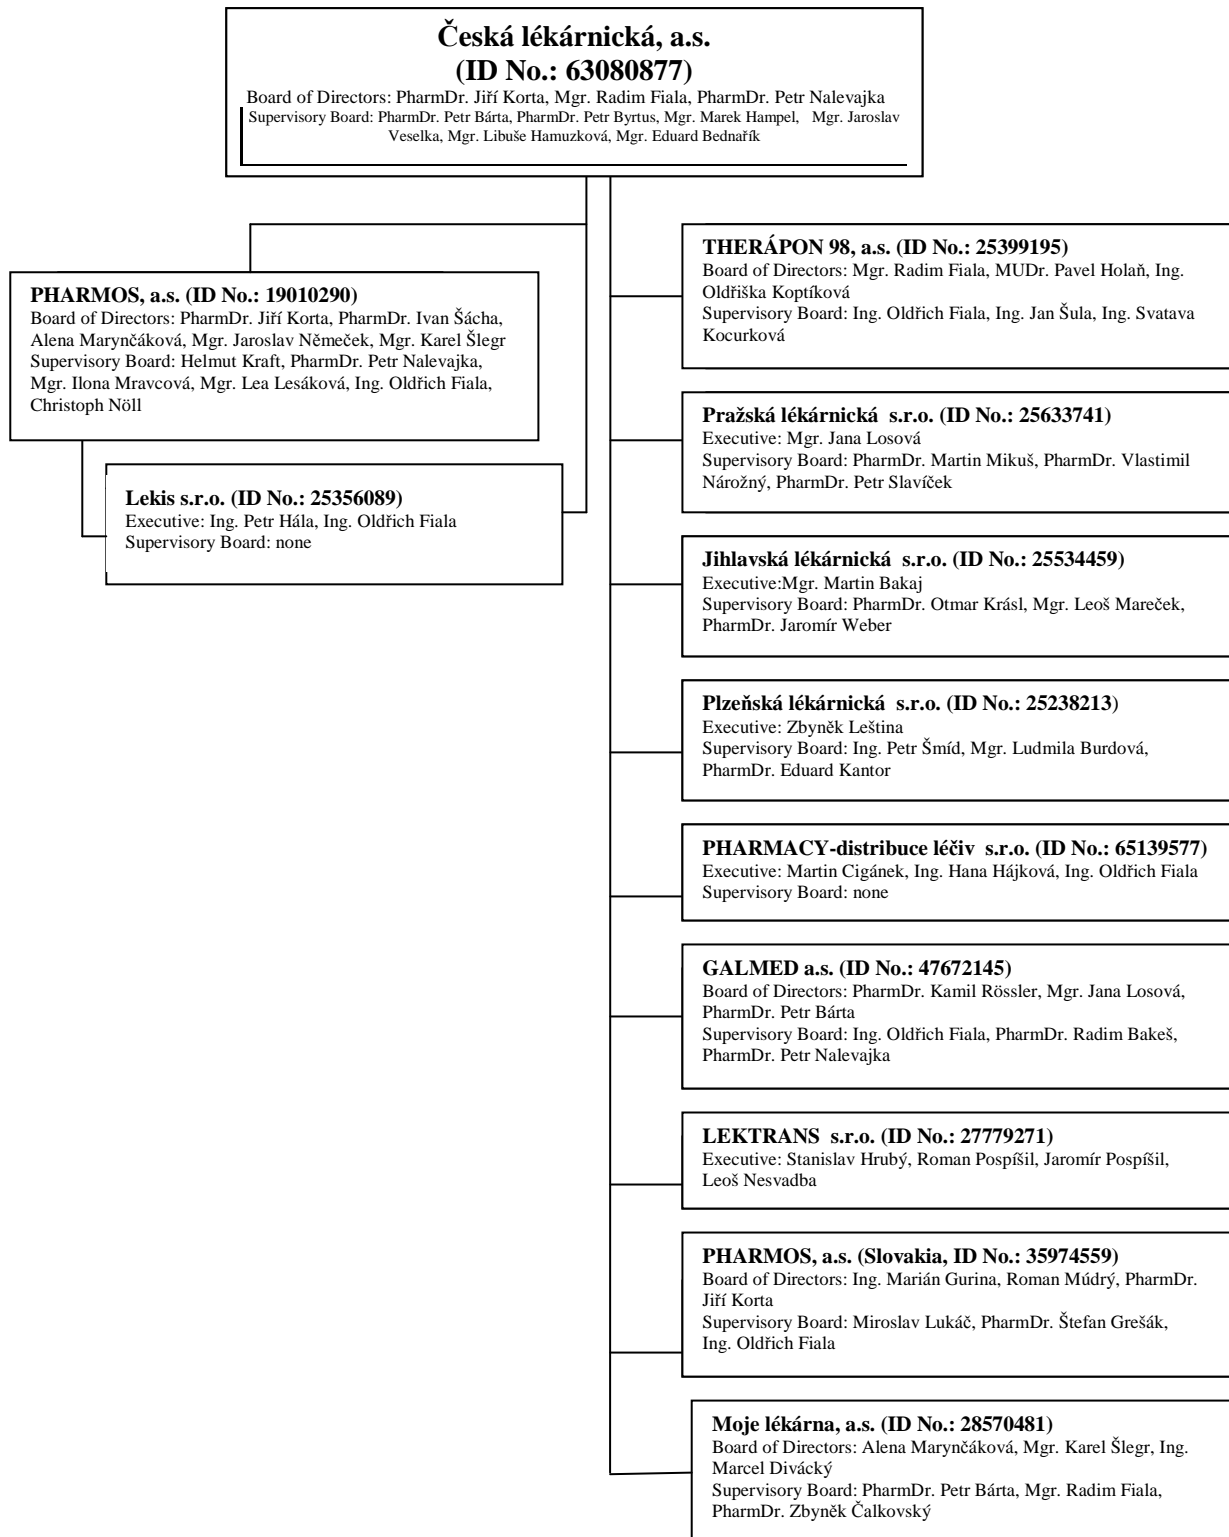 Česká lékárnická, a.s.
(ID No.: 63080877)
Board of Directors: PharmDr. Jiří Korta, Mgr. Radim Fiala, PharmDr. Petr Nalevajka
Supervisory Board: PharmDr. Petr Bárta, PharmDr. Petr Byrtus, Mgr. Marek Hampel, Mgr. Jaroslav
Veselka, Mgr. Libuše Hamuzková, Mgr. Eduard Bednařík
PHARMOS, a.s. (ID No.: 19010290)
Board of Directors: PharmDr. Jiří Korta, PharmDr. Ivan Šácha,
Alena Marynčáková, Mgr. Jaroslav Němeček, Mgr. Karel Šlegr
Supervisory Board: Helmut Kraft, PharmDr. Petr Nalevajka,
Mgr. Ilona Mravcová, Mgr. Lea Lesáková, Ing. Oldřich Fiala,
Christoph Nöll
Lekis s.r.o. (ID No.: 25356089)
Executive: Ing. Petr Hála, Ing. Oldřich Fiala
Supervisory Board: none
THERÁPON 98, a.s. (ID No.: 25399195)
Board of Directors: Mgr. Radim Fiala, MUDr. Pavel Holaň, Ing.
Oldřiška Koptíková
Supervisory Board: Ing. Oldřich Fiala, Ing. Jan Šula, Ing. Svatava
Kocurková
Pražská lékárnická s.r.o. (ID No.: 25633741)
Executive: Mgr. Jana Losová
Supervisory Board: PharmDr. Martin Mikuš, PharmDr. Vlastimil
Nárožný, PharmDr. Petr Slavíček
Jihlavská lékárnická s.r.o. (ID No.: 25534459)
Executive:Mgr. Martin Bakaj
Supervisory Board: PharmDr. Otmar Krásl, Mgr. Leoš Mareček,
PharmDr. Jaromír Weber
Plzeňská lékárnická s.r.o. (ID No.: 25238213)
Executive: Zbyněk Leština
Supervisory Board: Ing. Petr Šmíd, Mgr. Ludmila Burdová,
PharmDr. Eduard Kantor
PHARMACY-distribuce léčiv s.r.o. (ID No.: 65139577)
Executive: Martin Cigánek, Ing. Hana Hájková, Ing. Oldřich Fiala
Supervisory Board: none
GALMED a.s. (ID No.: 47672145)
Board of Directors: PharmDr. Kamil Rössler, Mgr. Jana Losová,
PharmDr. Petr Bárta
Supervisory Board: Ing. Oldřich Fiala, PharmDr. Radim Bakeš,
PharmDr. Petr Nalevajka
LEKTRANS s.r.o. (ID No.: 27779271)
Executive: Stanislav Hrubý, Roman Pospíšil, Jaromír Pospíšil,
Leoš Nesvadba
PHARMOS, a.s. (Slovakia, ID No.: 35974559)
Board of Directors: Ing. Marián Gurina, Roman Múdrý, PharmDr.
Jiří Korta
Supervisory Board: Miroslav Lukáč, PharmDr. Štefan Grešák,
Ing. Oldřich Fiala
Moje lékárna, a.s. (ID No.: 28570481)
Board of Directors: Alena Marynčáková, Mgr. Karel Šlegr, Ing.
Marcel Divácký
Supervisory Board: PharmDr. Petr Bárta, Mgr. Radim Fiala,
PharmDr. Zbyněk Čalkovský